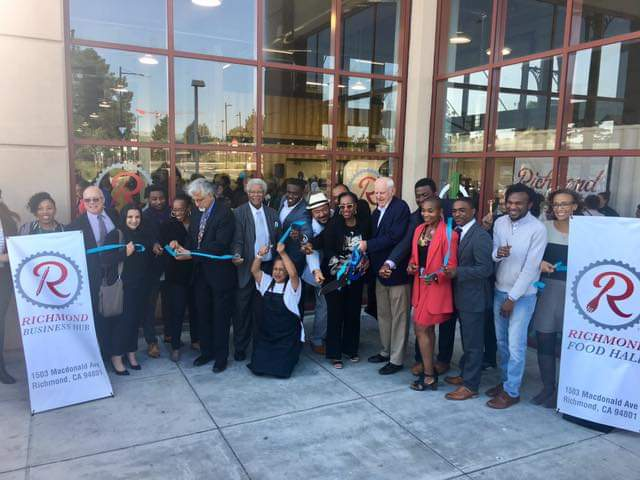 Richmond
R
RICHMOND
BUSINESS HUB
1503 Macdonald Ave
Richmond, CA 94801
R
RICHMOND
FOOD HALL
1503 Macdonald Ave
Richmond, CA 94801